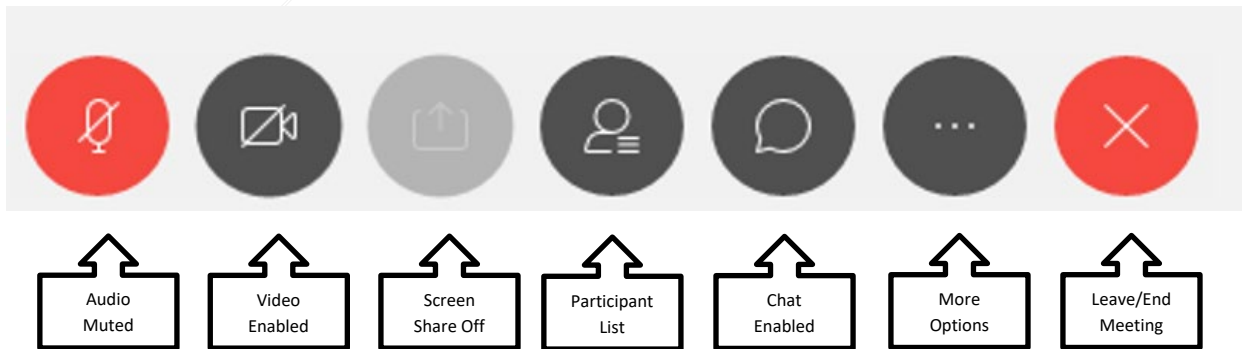 Audio
Muted
Video
Enabled
Screen
Share Off
Participant
List
Chat
Enabled
More
Options
Leave/End
Meeting